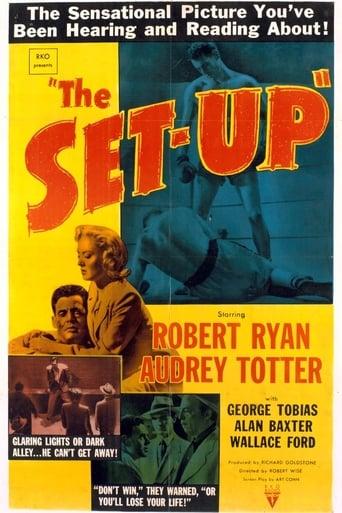 The Sensational Picture You've
Been Hearing and Reading About!
RKO
presents
"The
SET-UP"
Starring
ROBERT RYAN
AUDREY TOTTER
with
GEORGE TOBIAS
ALAN BAXTER
WALLACE FORD
Produced by RICHARD GOLDSTONE
Directed by ROBERT WISE
Screen Play by ART COHN
GLARING LIGHTS OR DARK
ALLEY...HE CAN'T GET AWAY!
"DON'T WIN," THEY WARNED, "OR
YOU'LL LOSE YOUR LIFE!"